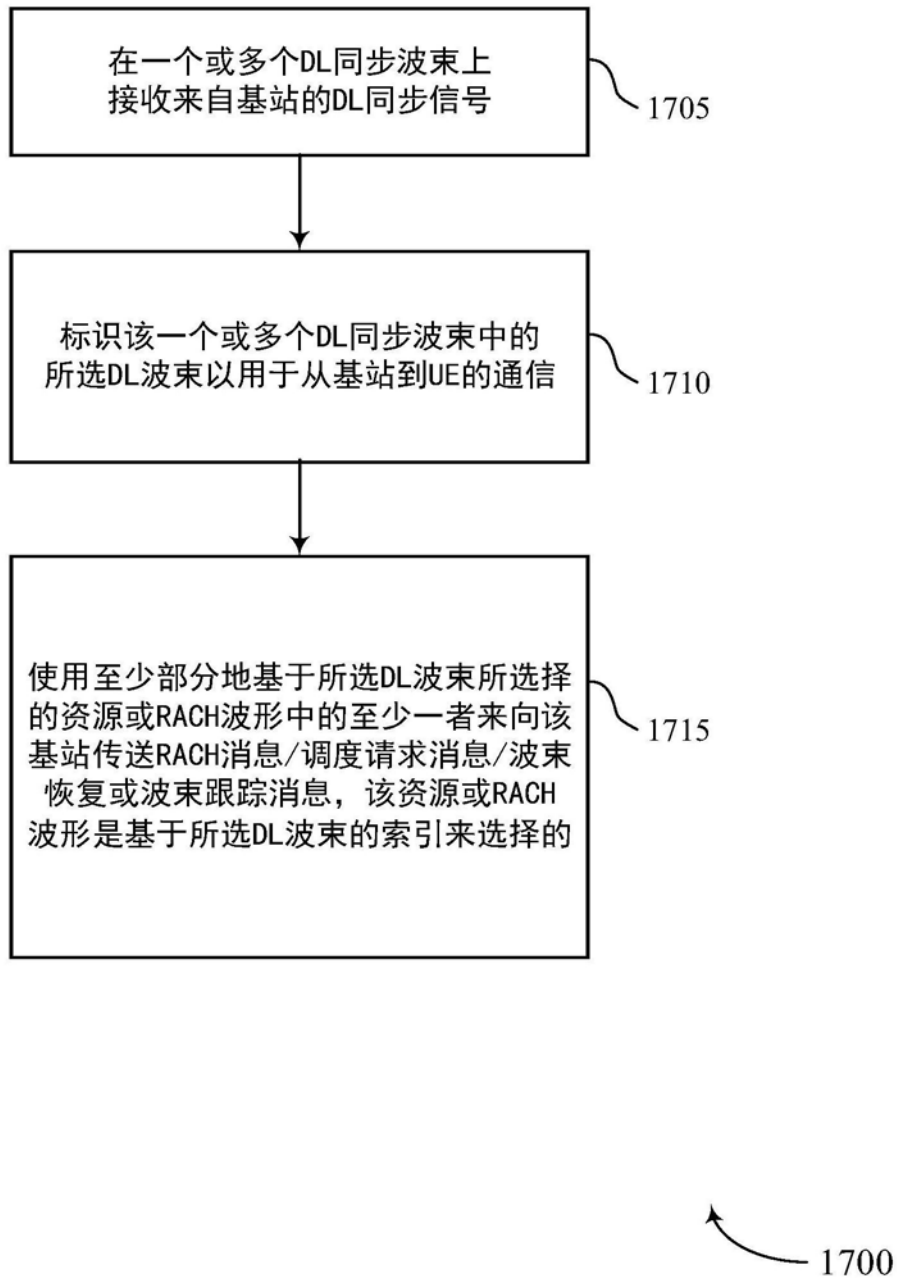 在一个或多个DL同步波束上
接收来自基站的DL同步信号
1705
标识该一个或多个DL同步波束中的
所选DL波束以用于从基站到UE的通信
1710
使用至少部分地基于所选DL波束所选择
的资源或RACH波形中的至少一者来向该
基站传送RACH消息/调度请求消息/波束
恢复或波束跟踪消息，该资源或RACH
波形是基于所选DL波束的索引来选择的
1715
1700